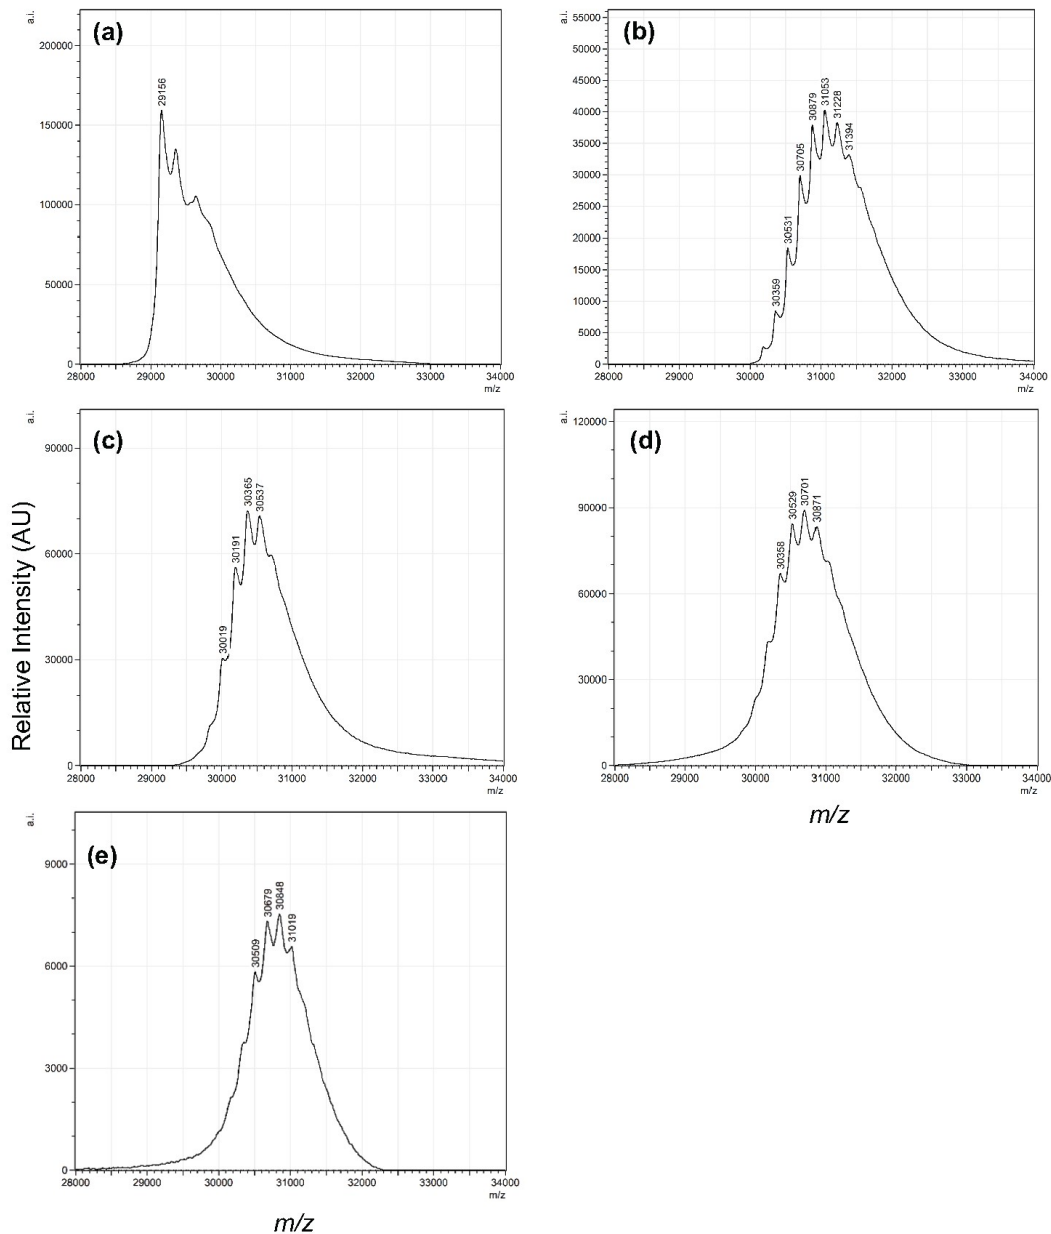 a.i.
(a)
200000
150000
100000
50000
0
29156
28000 29000 30000 31000 32000 33000 34000
m/z
a.i.
(b)
55000
50000
45000
40000
35000
30000
25000
20000
15000
10000
5000
0
30359
30531
30705
30879
31053
31228
31394
28000 29000 30000 31000 32000 33000 34000
m/z
Relative Intensity (AU)
a.i.
(c)
90000
60000
30000
0
30019
30191
30365
30537
28000 29000 30000 31000 32000 33000 34000
m/z
a.i.
(d)
120000
90000
60000
30000
0
30358
30529
30701
30871
28000 29000 30000 31000 32000 33000 34000
m/z
m/z
a.i.
(e)
9000
6000
3000
0
30509
30679
30848
31019
28000 29000 30000 31000 32000 33000 34000
m/z
m/z